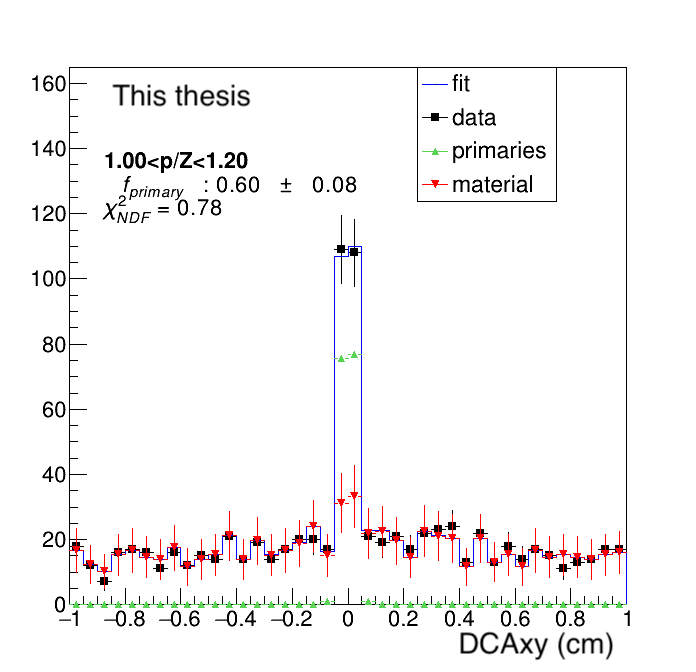 This thesis
1.00<p/Z<1.20
f_primary : 0.60 ± 0.08
χ²_NDF = 0.78
fit
data
primaries
material
160
140
120
100
80
60
40
20
0
−1 −0.8 −0.6 −0.4 −0.2 0 0.2 0.4 0.6 0.8 1
DCAxy (cm)